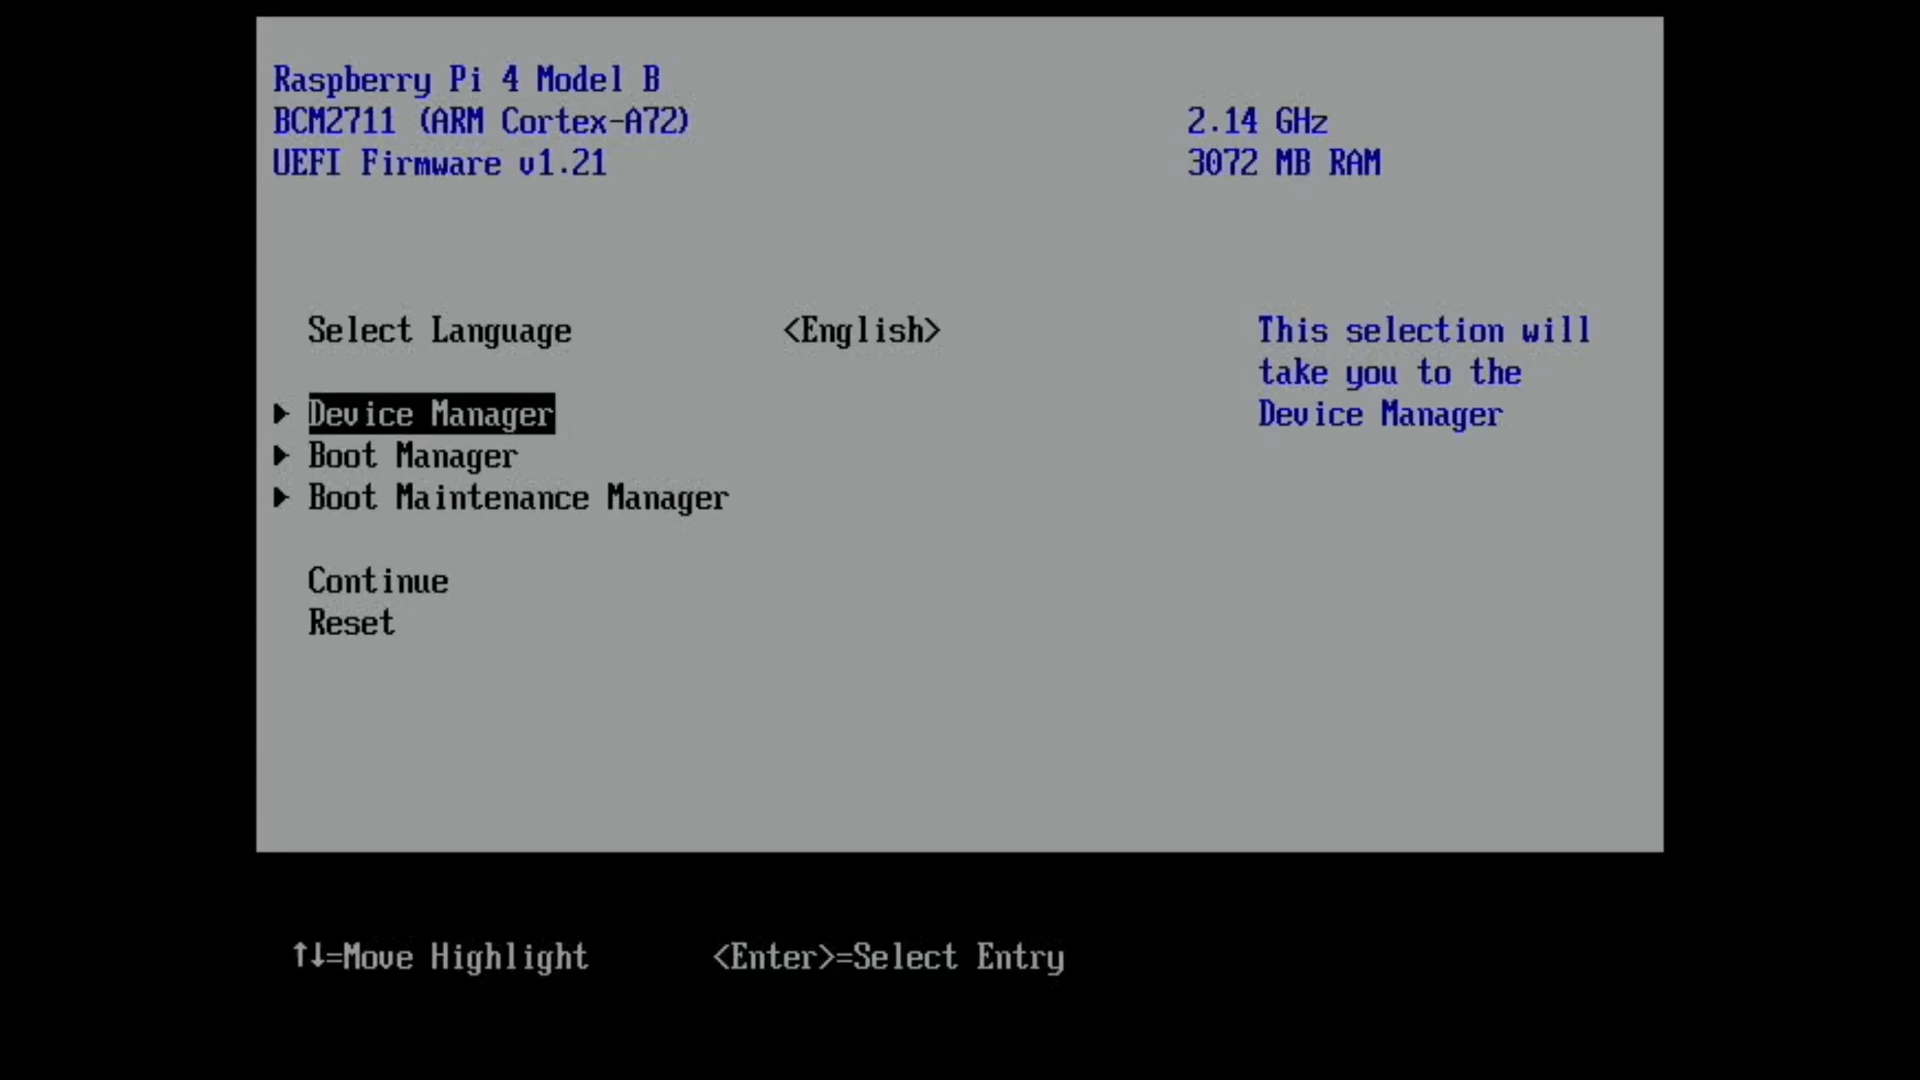 Raspberry Pi 4 Model B
BCM2711 (ARM Cortex-A72) 2.14 GHz
UEFI Firmware v1.21 3072 MB RAM
Select Language <English> This selection will
take you to the
▶ Device Manager Device Manager
▶ Boot Manager
▶ Boot Maintenance Manager
Continue
Reset
↑↓=Move Highlight <Enter>=Select Entry